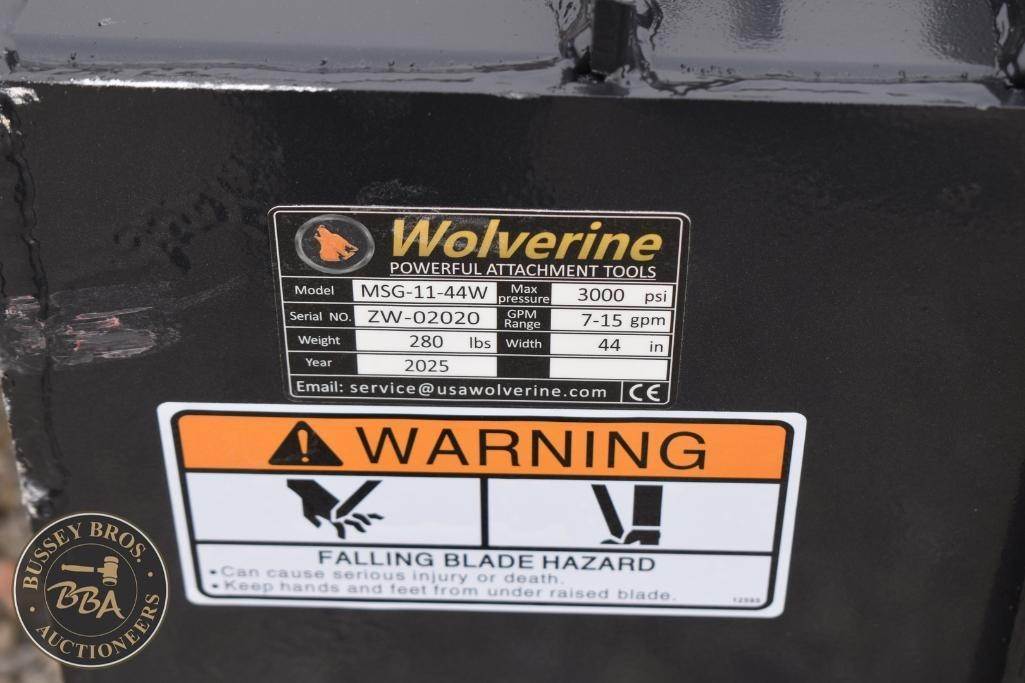 Wolverine
POWERFUL ATTACHMENT TOOLS
Model MSG-11-44W Max pressure 3000 psi
Serial NO. ZW-02020 GPM Range 7-15 gpm
Weight 280 lbs Width 44 in
Year 2025
Email: service@usawolverine.com CE
WARNING
FALLING BLADE HAZARD
•Can cause serious injury or death.
•Keep hands and feet from under raised blade.
BUSSEY BROS.
BBA
AUCTIONEERS